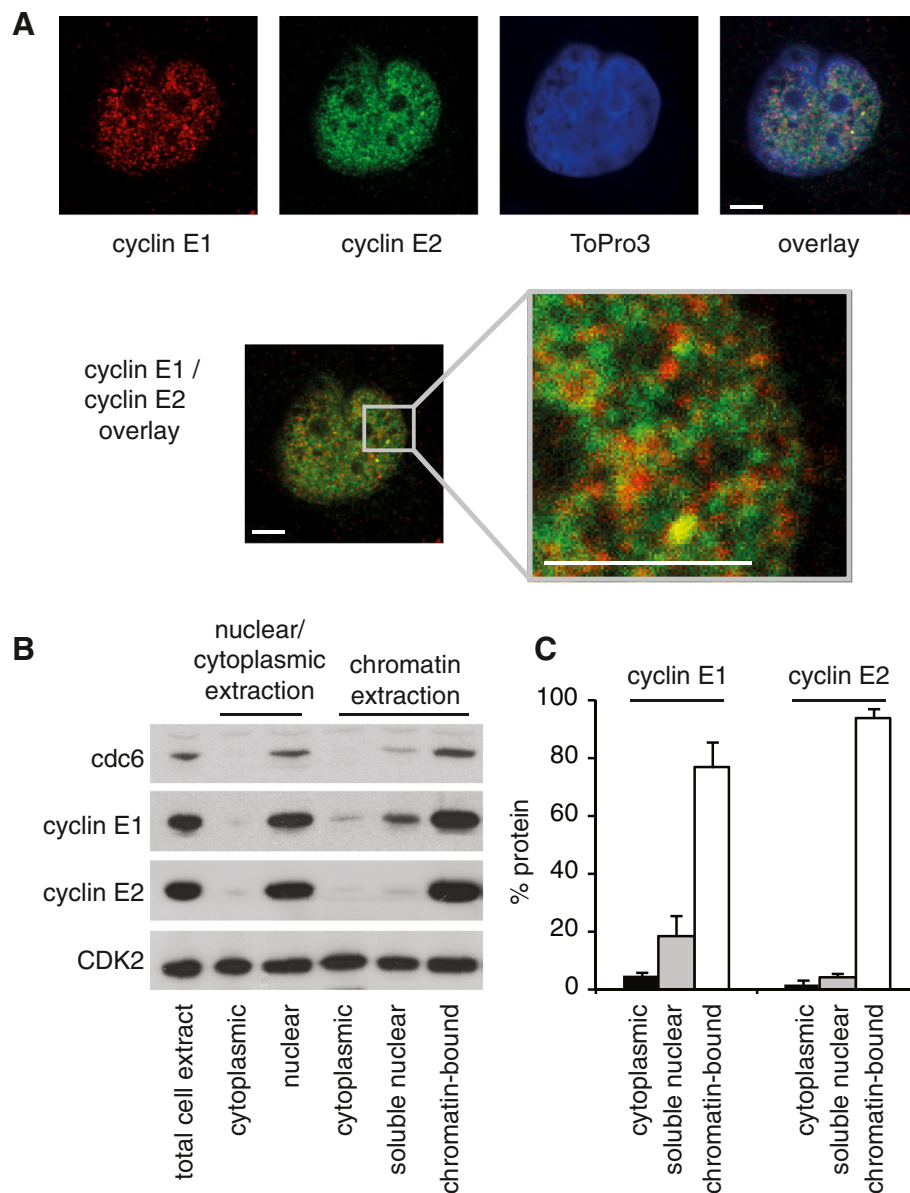 A
cyclin E1
cyclin E2
ToPro3
overlay
cyclin E1 /
cyclin E2
overlay
B
nuclear/
cytoplasmic
extraction
chromatin
extraction
cdc6
cyclin E1
cyclin E2
CDK2
total cell extract
cytoplasmic
nuclear
cytoplasmic
soluble nuclear
chromatin-bound
C
cyclin E1
cyclin E2
100
80
60
40
20
0
% protein
cytoplasmic
soluble nuclear
chromatin-bound
cytoplasmic
soluble nuclear
chromatin-bound